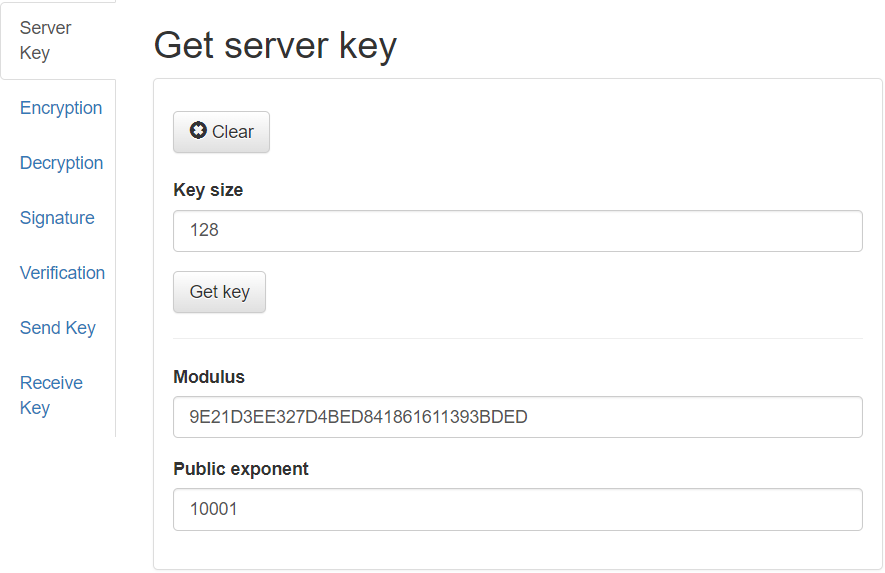 Server
Key
Encryption
Decryption
Signature
Verification
Send Key
Receive
Key
Get server key
Clear
Key size
128
Get key
Modulus
9E21D3EE327D4BED841861611393BDED
Public exponent
10001